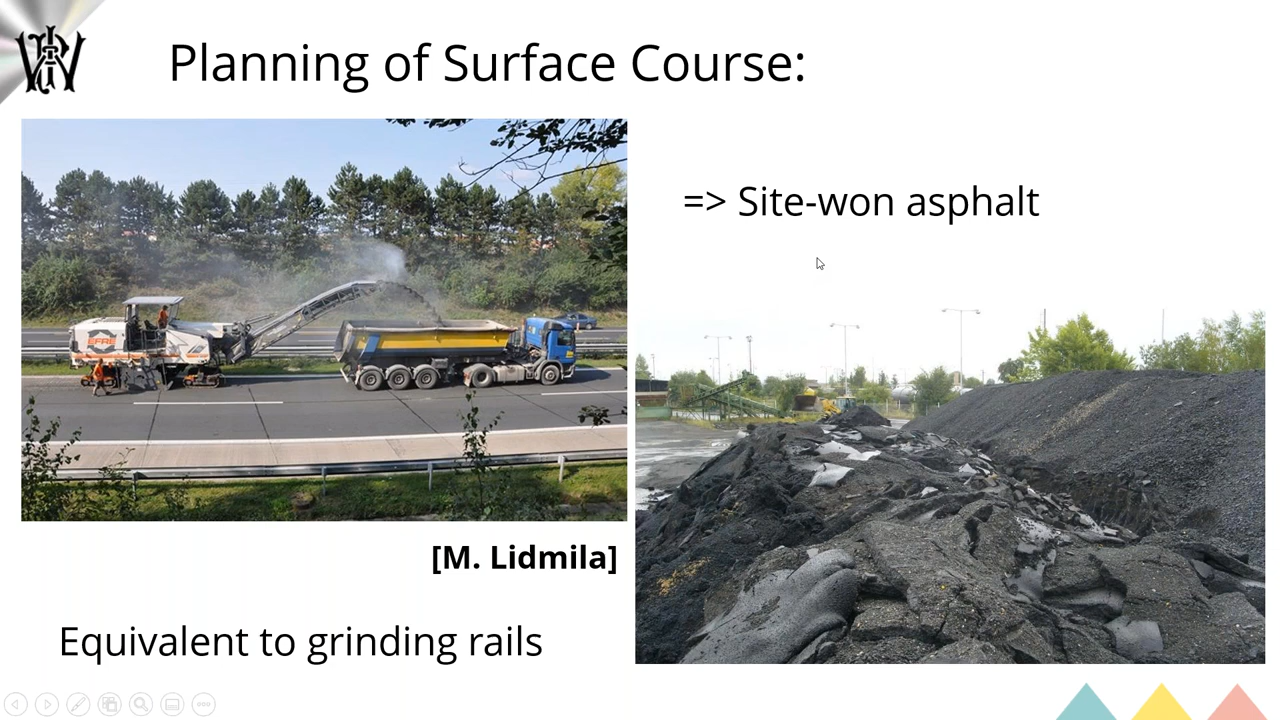 Planning of Surface Course:
=> Site-won asphalt
[M. Lidmila]
Equivalent to grinding rails